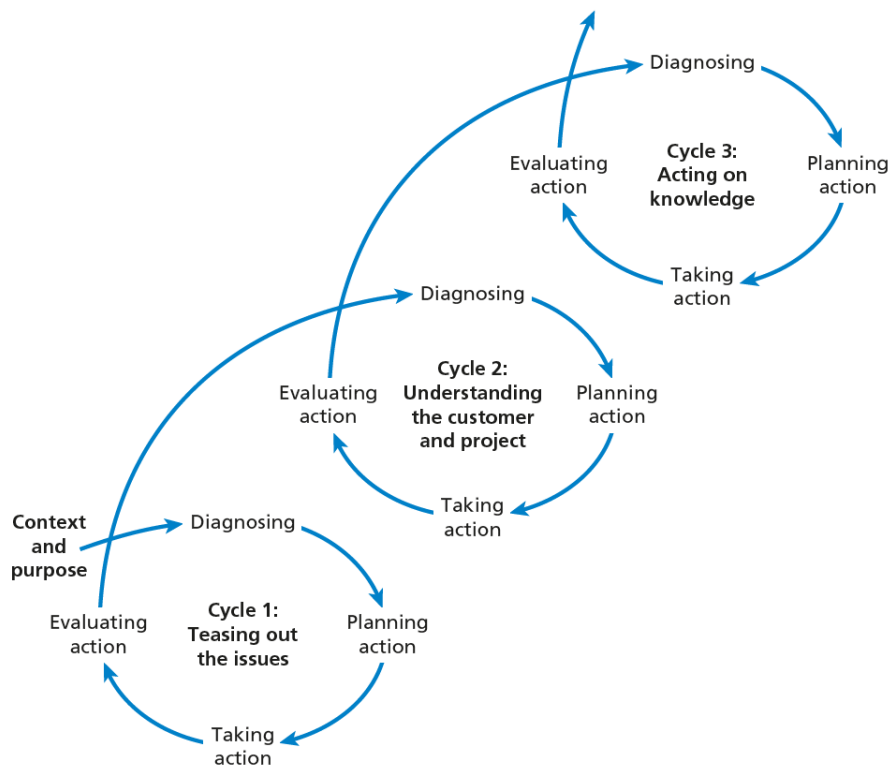 Diagnosing
Cycle 3:
Acting on
knowledge
Evaluating
action
Planning
action
Taking
action
Diagnosing
Cycle 2:
Understanding
the customer
and project
Evaluating
action
Planning
action
Taking
action
Context
and
purpose
Diagnosing
Cycle 1:
Teasing out
the issues
Evaluating
action
Planning
action
Taking
action